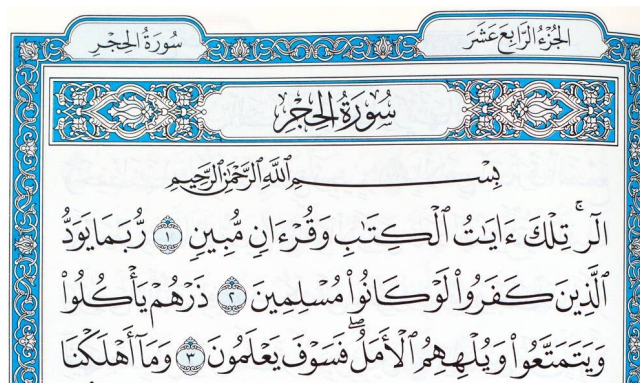 الجُزْءُ الرَّابِعَ عَشَرَ
سُورَةُ الحِجْرِ
سُورَةُ الحِجْرِ
بِسْمِ اللَّهِ الرَّحْمَٰنِ الرَّحِيمِ
الٓرۚ تِلْكَ ءَايَٰتُ ٱلْكِتَٰبِ وَقُرْءَانٍ مُّبِينٍ ١ رُّبَمَا يَوَدُّ
ٱلَّذِينَ كَفَرُوا۟ لَوْ كَانُوا۟ مُسْلِمِينَ ٢ ذَرْهُمْ يَأْكُلُوا۟
وَيَتَمَتَّعُوا۟ وَيُلْهِهِمُ ٱلْأَمَلُۖ فَسَوْفَ يَعْلَمُونَ ٣ وَمَآ أَهْلَكْنَا